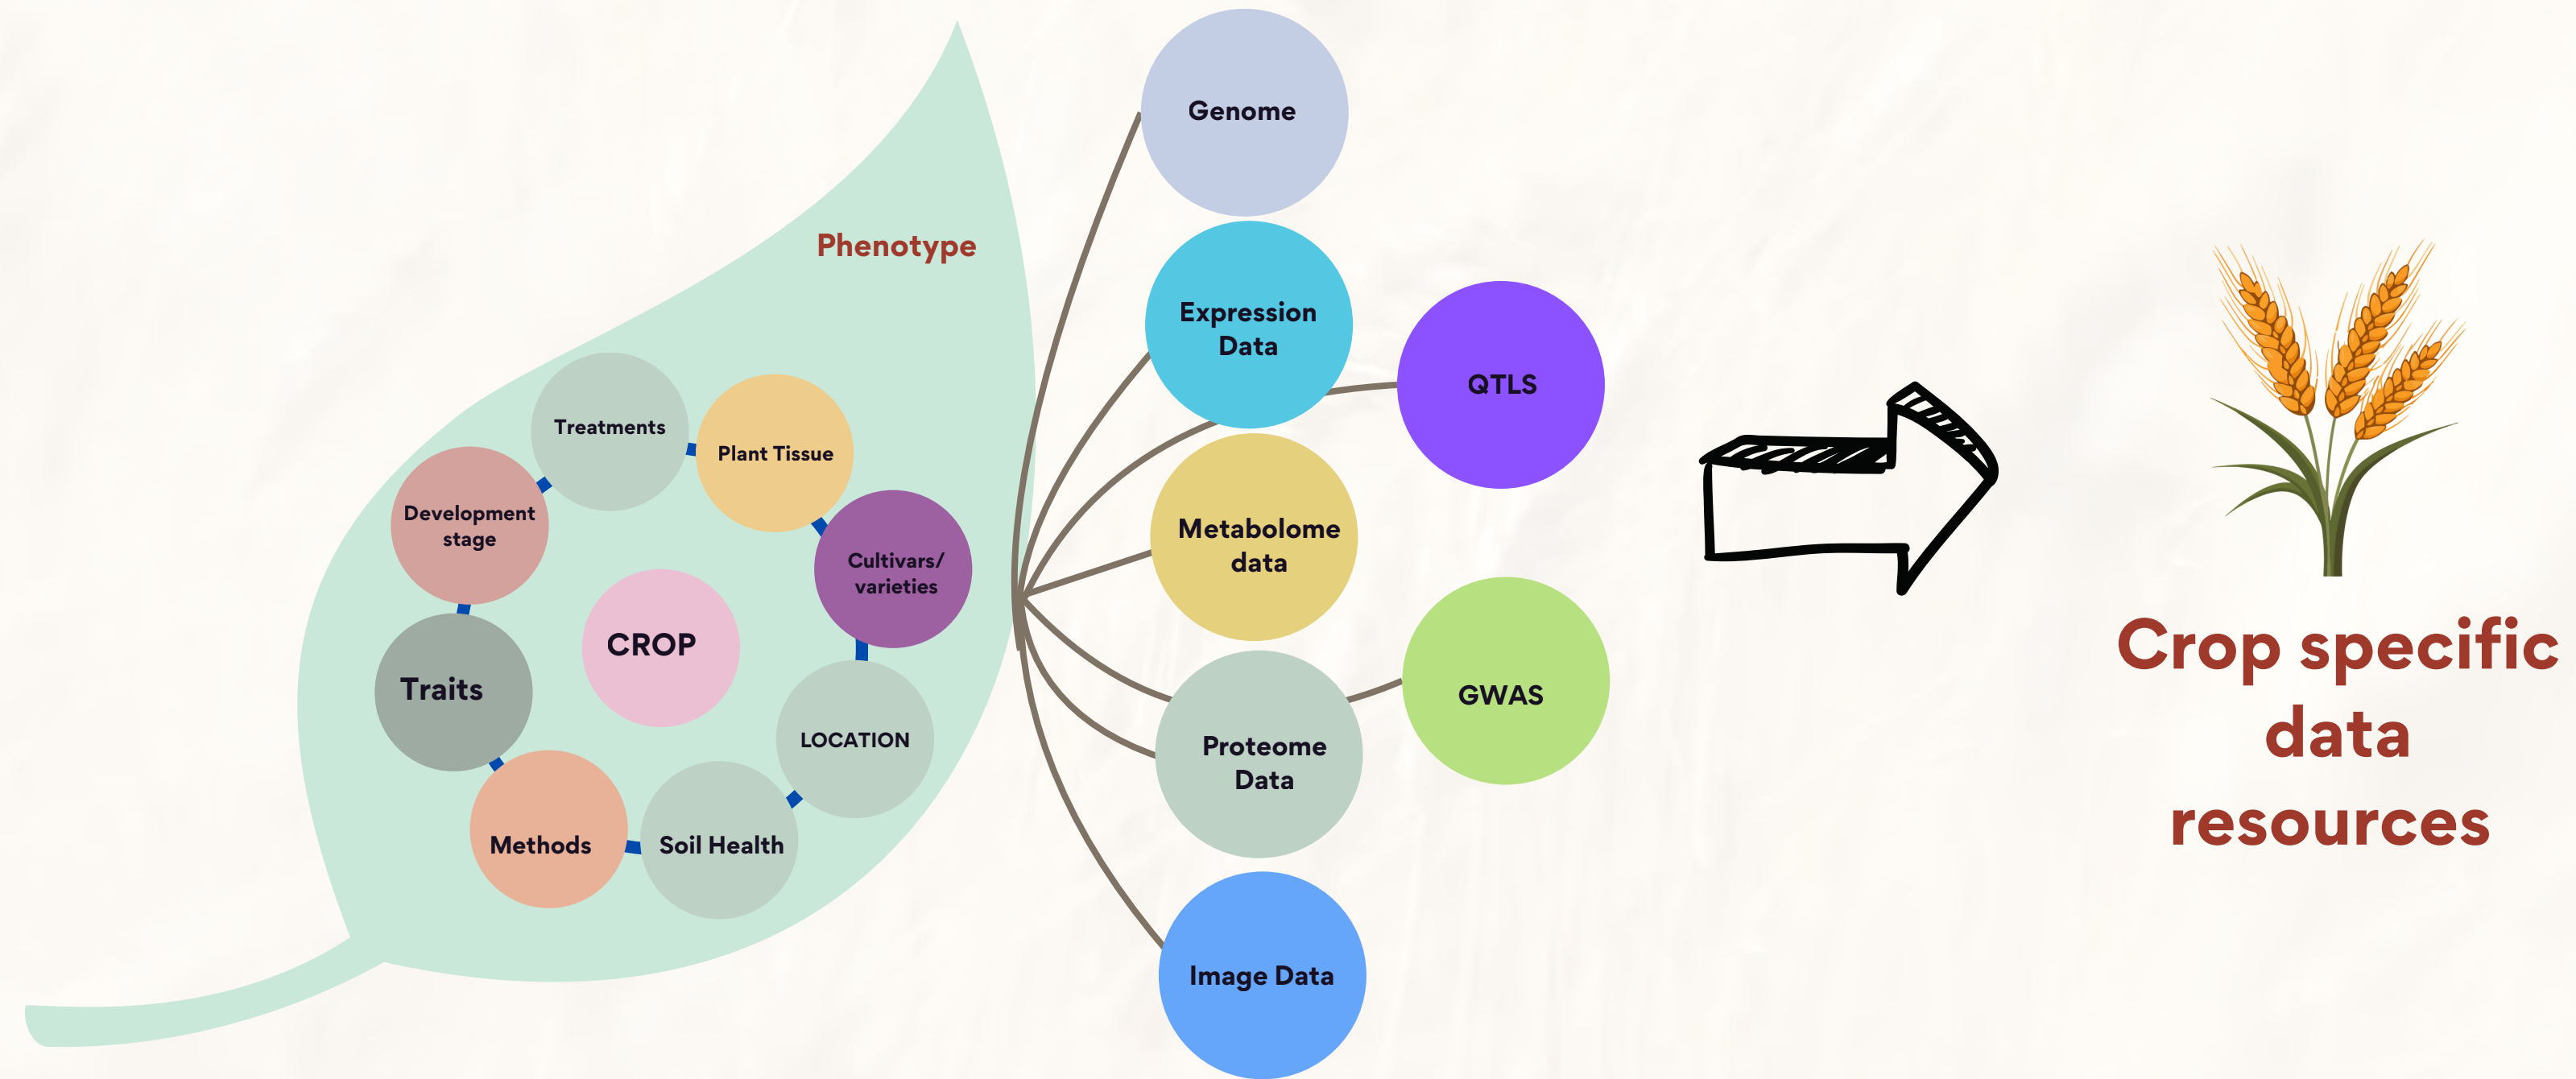 Phenotype
Treatments
Plant Tissue
Development
stage
Cultivars/
varieties
CROP
Traits
LOCATION
Methods
Soil Health
Genome
Expression
Data
QTLS
Metabolome
data
GWAS
Proteome
Data
Image Data
Crop specific
data
resources